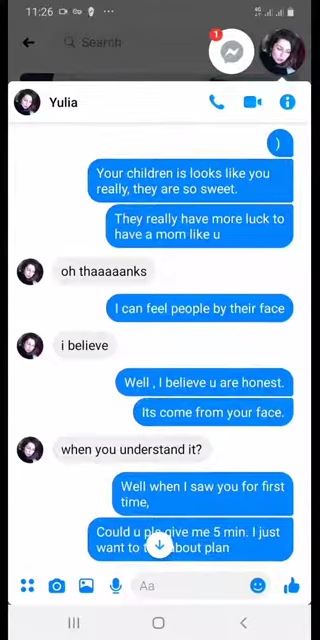 11:26
4G
Search
1
Yulia
)
Your children is looks like you
really, they are so sweet.
They really have more luck to
have a mom like u
oh thaaaaanks
I can feel people by their face
i believe
Well , I believe u are honest.
Its come from your face.
when you understand it?
Well when I saw you for first
time,
Could u pls give me 5 min. I just
want to about plan
Aa